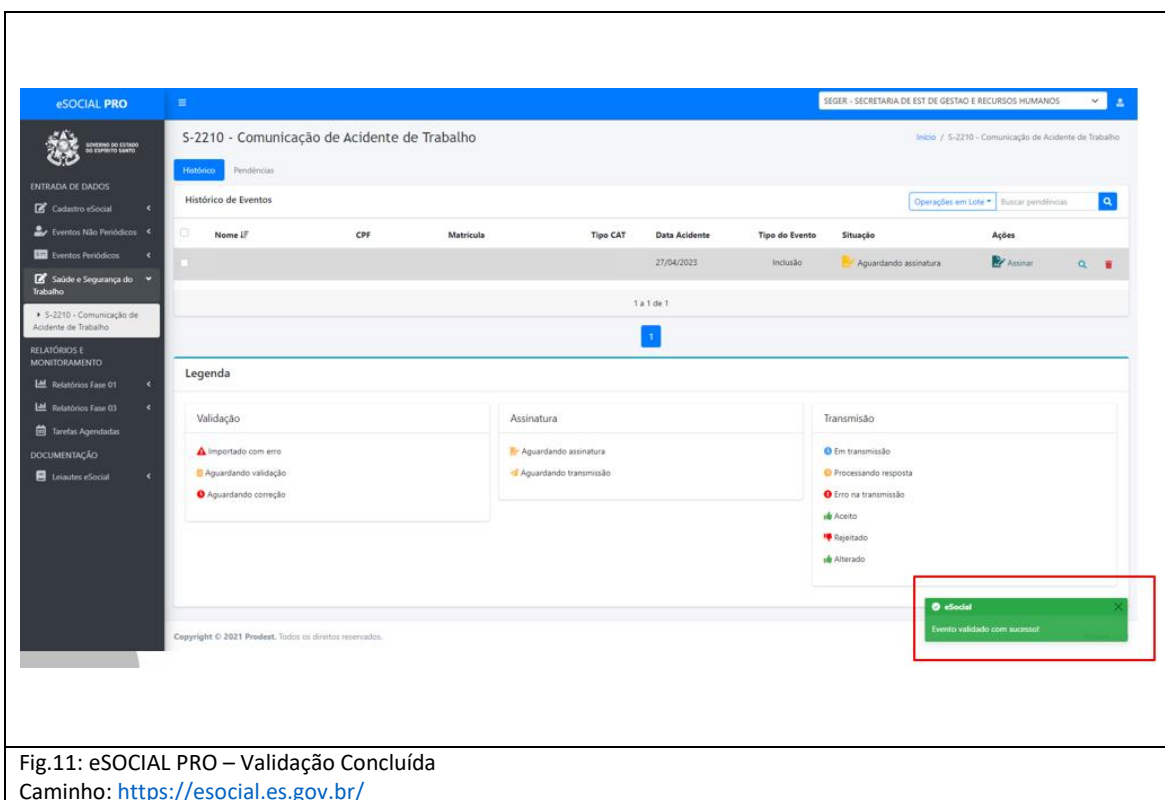 eSOCIAL PRO
SEGER - SECRETARIA DE EST DE GESTAO E RECURSOS HUMANOS
GOVERNO DO ESTADO
DO ESPÍRITO SANTO
S-2210 - Comunicação de Acidente de Trabalho
Início / S-2210 - Comunicação de Acidente de Trabalho
Histórico Pendências
ENTRADA DE DADOS
Cadastro eSocial
Eventos Não Periódicos
Eventos Periódicos
Saúde e Segurança do
Trabalho
S-2210 - Comunicação de
Acidente de Trabalho
RELATÓRIOS E
MONITORAMENTO
Relatórios Fase 01
Relatórios Fase 03
Tarefas Agendadas
DOCUMENTAÇÃO
Leiautes eSocial
Histórico de Eventos
Operações em Lote Buscar pendências
Nome CPF Matrícula Tipo CAT Data Acidente Tipo do Evento Situação Ações
27/04/2023 Inclusão Aguardando assinatura Assinar
1 a 1 de 1
1
Legenda
Validação
Importado com erro
Aguardando validação
Aguardando correção
Assinatura
Aguardando assinatura
Aguardando transmissão
Transmisão
Em transmissão
Processando resposta
Erro na transmissão
Aceito
Rejeitado
Alterado
eSocial
Evento validado com sucesso!
Copyright © 2021 Prodest. Todos os direitos reservados.
Fig.11: eSOCIAL PRO – Validação Concluída
Caminho: https://esocial.es.gov.br/